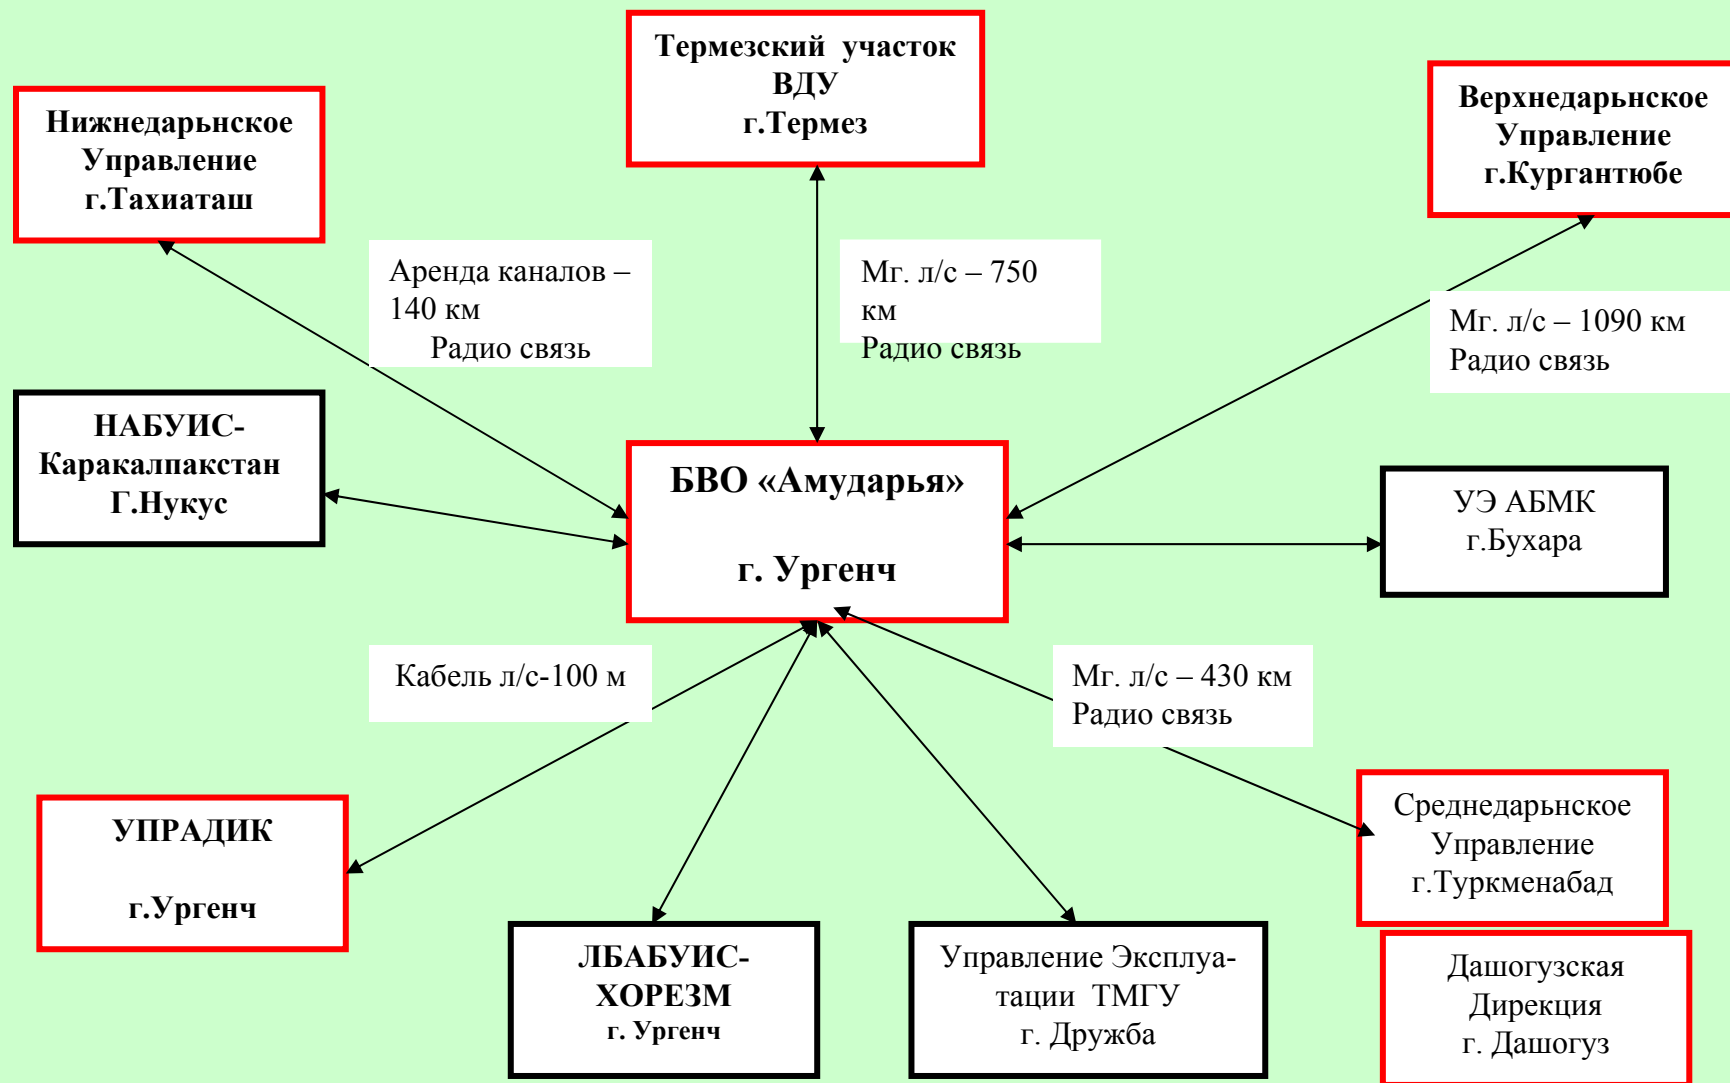 Термезский участок
ВДУ
г.Термез
Нижнедарьнское
Управление
г.Тахиаташ
Верхнедарьнское
Управление
г.Кургантюбе
Аренда каналов –
140 км
Радио связь
Мг. л/с – 750
км
Радио связь
Мг. л/с – 1090 км
Радио связь
НАБУИС-
Каракалпакстан
Г.Нукус
БВО «Амударья»
г. Ургенч
УЭ АБМК
г.Бухара
Кабель л/с-100 м
Мг. л/с – 430 км
Радио связь
УПРАДИК
г.Ургенч
Среднедарьнское
Управление
г.Туркменабад
ЛБАБУИС-
ХОРЕЗМ
г. Ургенч
Управление Эксплуа-
тации ТМГУ
г. Дружба
Дашогузская
Дирекция
г. Дашогуз